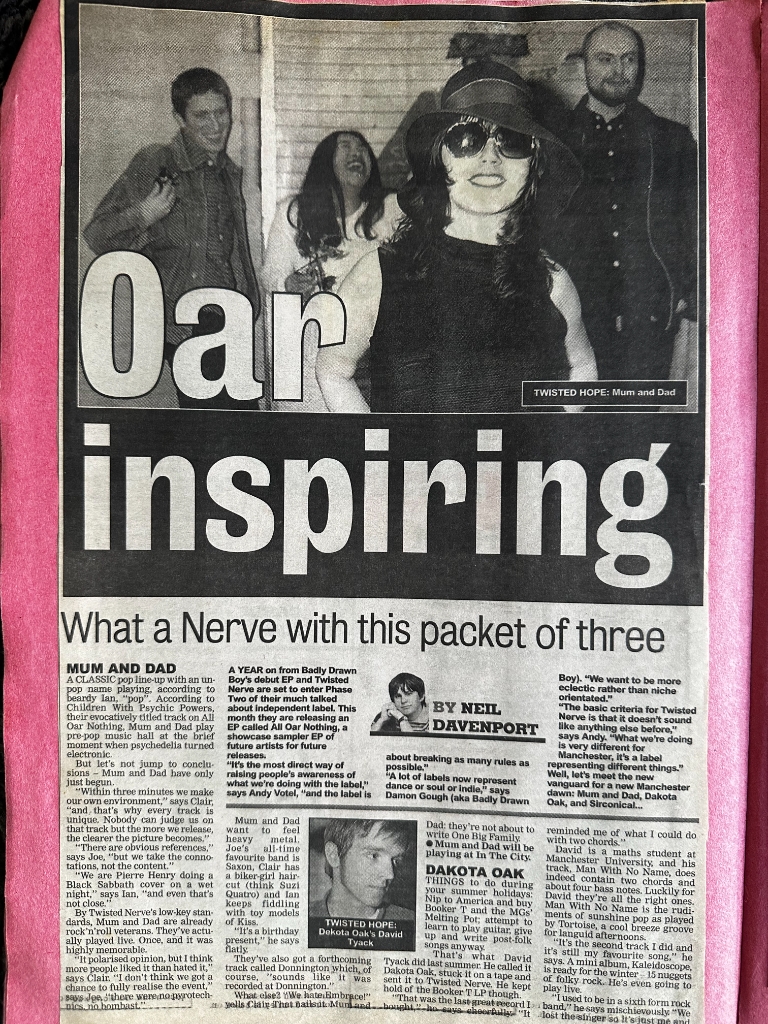 Oar
TWISTED HOPE: Mum and Dad
inspiring
What a Nerve with this packet of three
MUM AND DAD
A CLASSIC pop line-up with an un-
pop name playing, according to
beardy Ian, "pop". According to
Children With Psychic Powers,
their evocatively titled track on All
Oar Nothing, Mum and Dad play
pre-pop music hall at the brief
moment when psychedelia turned
electronic.
But let's not jump to conclu-
sions – Mum and Dad have only
just begun.
"Within three minutes we make
our own environment," says Clair,
"and that's why every track is
unique. Nobody can judge us on
that track but the more we release,
the clearer the picture becomes."
"There are obvious references,"
says Joe, "but we take the conno-
tations, not the content."
"We are Pierre Henry doing a
Black Sabbath cover on a wet
night," says Ian, "and even that's
not close."
By Twisted Nerve's low-key stan-
dards, Mum and Dad are already
rock'n'roll veterans. They've actu-
ally played live. Once, and it was
highly memorable.
"It polarised opinion, but I think
more people liked it than hated it,"
says Clair. "I don't think we got a
chance to fully realise the event,"
says Joe, "there were no pyrotech-
nics, no bombast."
A YEAR on from Badly Drawn
Boy's debut EP and Twisted
Nerve are set to enter Phase
Two of their much talked
about independent label. This
month they are releasing an
EP called All Oar Nothing, a
showcase sampler EP of
future artists for future
releases.
"It's the most direct way of
raising people's awareness of
what we're doing with the label,"
says Andy Votel, "and the label is
BY NEIL
DAVENPORT
about breaking as many rules as
possible."
"A lot of labels now represent
dance or soul or indie," says
Damon Gough (aka Badly Drawn
Boy). "We want to be more
eclectic rather than niche
orientated."
"The basic criteria for Twisted
Nerve is that it doesn't sound
like anything else before,"
says Andy. "What we're doing
is very different for
Manchester, it's a label
representing different things."
Well, let's meet the new
vanguard for a new Manchester
dawn: Mum and Dad, Dakota
Oak, and Sirconical...
Mum and Dad
want to feel
heavy metal.
Joe's all-time
favourite band is
Saxon, Clair has
a biker-girl hair-
cut (think Suzi
Quatro) and Ian
keeps fiddling
with toy models
of Kiss.
"It's a birthday
present," he says
flatly.
They've also got a forthcoming
track called Donnington which, of
course, "sounds like it was
recorded at Donnington."
What else? "We hate Embrace!"
yells Clair. That nails it. Mum and
TWISTED HOPE:
Dekota Oak's David
Tyack
Dad: they're not about to
write One Big Family.
● Mum and Dad will be
playing at In The City.
DAKOTA OAK
THINGS to do during
your summer holidays:
Nip to America and buy
Booker T and the MGs'
Melting Pot; attempt to
learn to play guitar, give
up and write post-folk
songs anyway.
That's what David
Tyack did last summer. He called it
Dakota Oak, stuck it on a tape and
sent it to Twisted Nerve. He kept
hold of the Booker T LP though.
"That was the last great record I
bought," he says cheerfully. "It
reminded me of what I could do
with two chords."
David is a maths student at
Manchester University, and his
track, Man With No Name, does
indeed contain two chords and
about four bass notes. Luckily for
David they're all the right ones.
Man With No Name is the rudi-
ments of sunshine pop as played
by Tortoise, a cool breeze groove
for languid afternoons.
"It's the second track I did and
it's still my favourite song," he
says. A mini album, Kaleidoscope,
is ready for the winter – 15 nuggets
of folky rock. He's even going to
play live.
"I used to be in a sixth form rock
band," he says mischievously. "We
lost the singer so it's just me